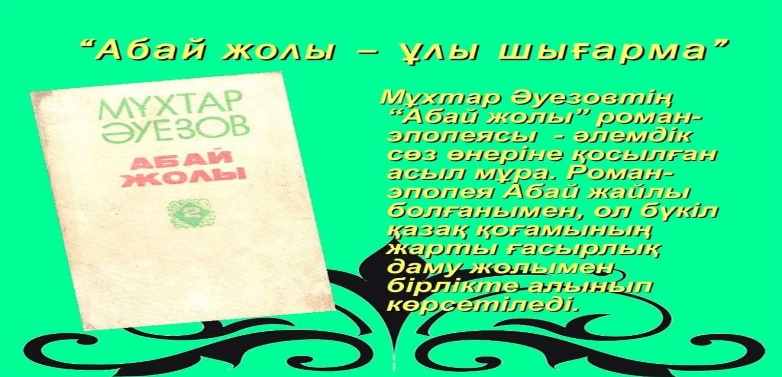 “Абай жолы – ұлы шығарма”
МҰХТАР
ӘУЕЗОВ
АБАЙ
ЖОЛЫ
2
Мұхтар Әуезовтің
“Абай жолы” роман-
эпопеясы - әлемдік
сөз өнеріне қосылған
асыл мұра. Роман-
эпопея Абай жайлы
болғанымен, ол бүкіл
қазақ қоғамының
жарты ғасырлық
даму жолымен
бірлікте алынып
көрсетіледі.